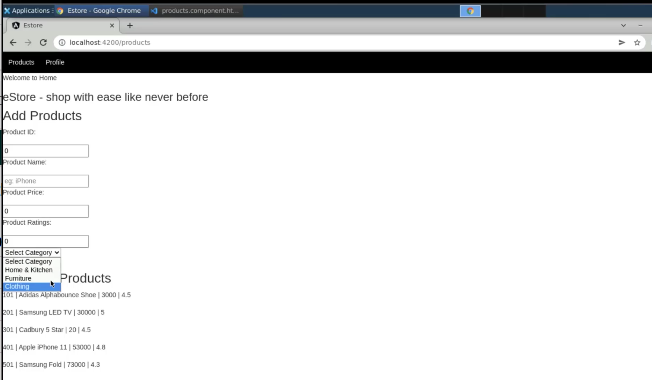 Applications :
Estore - Google Chrome
products.component.ht...
Estore
localhost:4200/products
Products
Profile
Welcome to Home
eStore - shop with ease like never before
Add Products
Product ID:
0
Product Name:
eg: iPhone
Product Price:
0
Product Ratings:
0
Select Category
Select Category
Home & Kitchen
Furniture
Clothing
Products
101 | Adidas Alphabounce Shoe | 3000 | 4.5
201 | Samsung LED TV | 30000 | 5
301 | Cadbury 5 Star | 20 | 4.5
401 | Apple iPhone 11 | 53000 | 4.8
501 | Samsung Fold | 73000 | 4.3